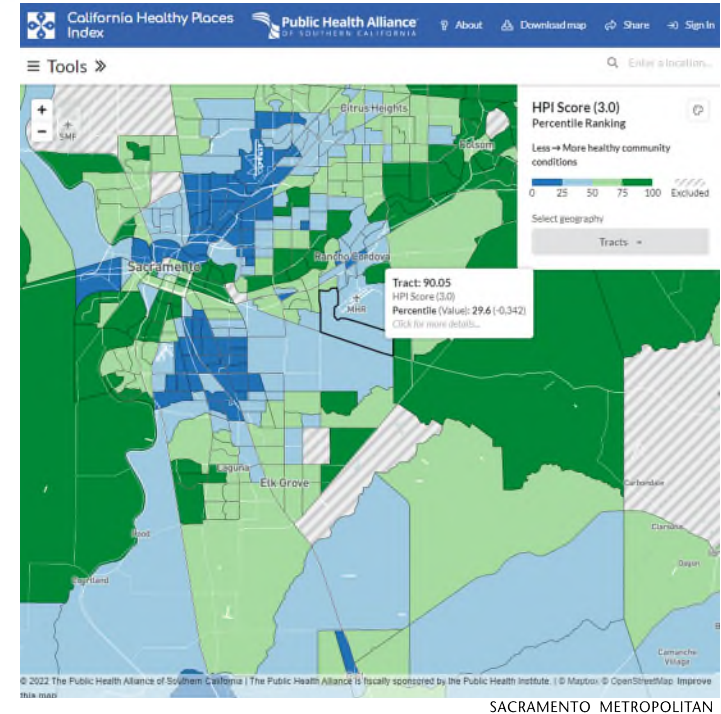 California Healthy Places
Index
Public Health Alliance
OF SOUTHERN CALIFORNIA
About
Download map
Share
Sign In
Tools
Enter a location...
+
−
SMF
Citrus Heights
Folsom
Rancho Cordova
Sacramento
MHR
Laguna
Elk Grove
Hood
Courtland
Carbondale
Clements
Camanche
Village
HPI Score (3.0)
Percentile Ranking
Less → More healthy community
conditions
0 25 50 75 100 Excluded
Select geography
Tracts
Tract: 90.05
HPI Score (3.0)
Percentile (Value): 29.6 (-0.342)
Click for more details...
© 2022 The Public Health Alliance of Southern California | The Public Health Alliance is fiscally sponsored by the Public Health Institute. | © Mapbox © OpenStreetMap Improve
this map
SACRAMENTO METROPOLITAN